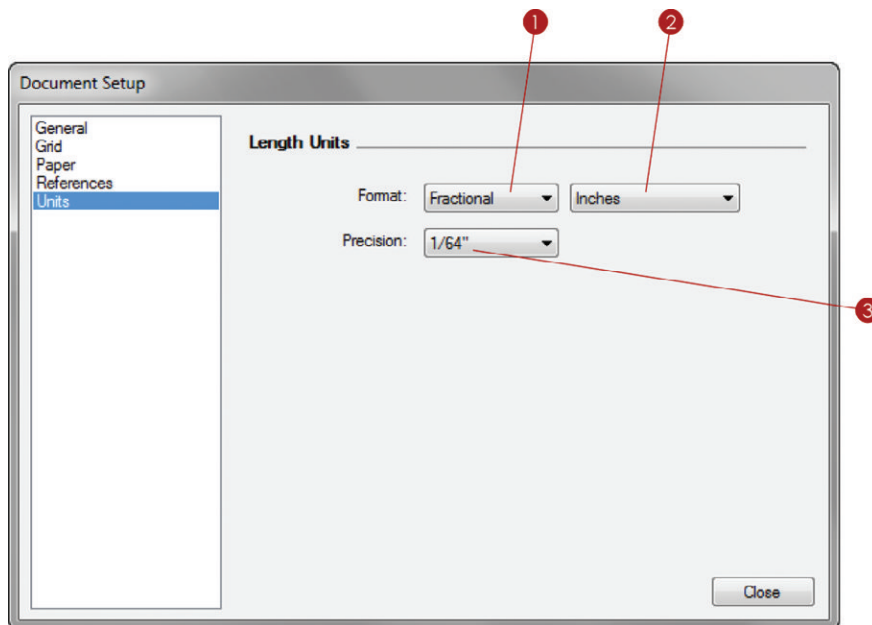 1 2
Document Setup
General
Grid
Paper
References
Units
Length Units
Format: Fractional Inches
Precision: 1/64"
3
Close